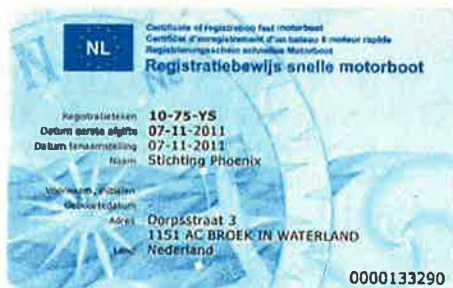 NL
Certificate of registration fast motorboat
Certificat d'enregistrement d'un bateau à moteur rapide
Registrierungsschein schnelles Motorboot
Registratiebewijs snelle motorboot
Registratieteken 10-75-YS
Datum eerste afgifte 07-11-2011
Datum tenaamstelling 07-11-2011
Naam Stichting Phoenix
Voornaam, initialen
Geboortedatum
Adres Dorpsstraat 3
1151 AC BROEK IN WATERLAND
Land Nederland
0000133290